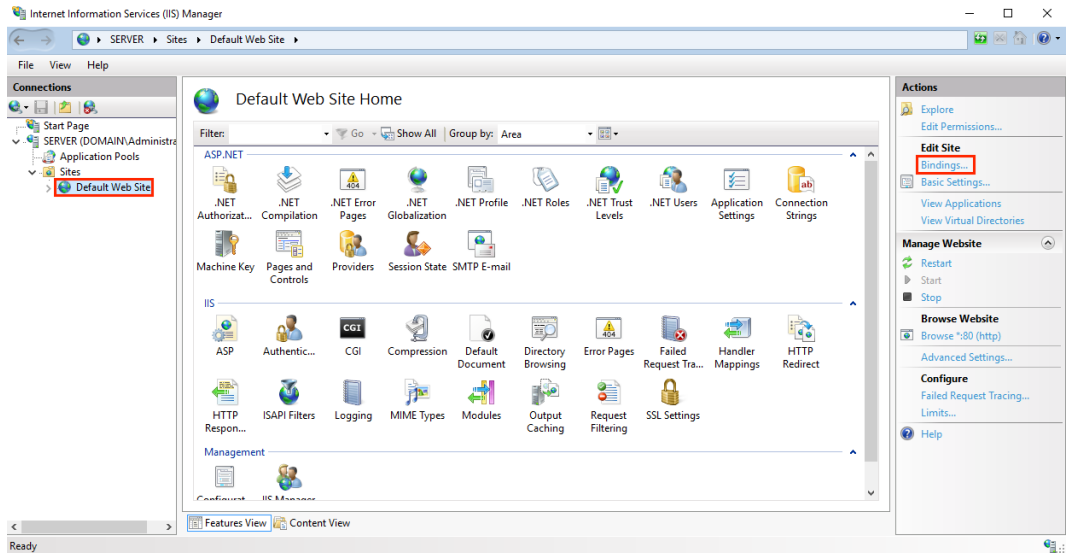 Internet Information Services (IIS) Manager
SERVER Sites Default Web Site
File View Help
Connections
Start Page
SERVER (DOMAIN\Administra
Application Pools
Sites
Default Web Site
Default Web Site Home
Filter: Go Show All Group by: Area
ASP.NET
.NET Authorizat...
.NET Compilation
.NET Error Pages
.NET Globalization
.NET Profile
.NET Roles
.NET Trust Levels
.NET Users
Application Settings
Connection Strings
Machine Key
Pages and Controls
Providers
Session State
SMTP E-mail
IIS
ASP
Authentic...
CGI
Compression
Default Document
Directory Browsing
Error Pages
Failed Request Tra...
Handler Mappings
HTTP Redirect
HTTP Respon...
ISAPI Filters
Logging
MIME Types
Modules
Output Caching
Request Filtering
SSL Settings
Management
Configurat...
IIS Manager
Features View Content View
Actions
Explore
Edit Permissions...
Edit Site
Bindings...
Basic Settings...
View Applications
View Virtual Directories
Manage Website
Restart
Start
Stop
Browse Website
Browse *:80 (http)
Advanced Settings...
Configure
Failed Request Tracing...
Limits...
Help
Ready